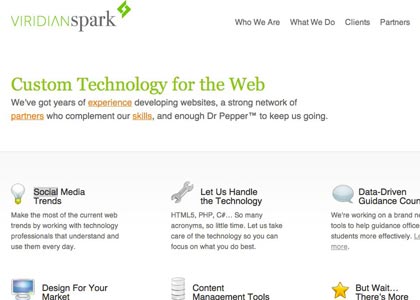 VIRIDIANspark
Who We Are What We Do Clients Partners
Custom Technology for the Web
We've got years of experience developing websites, a strong network of
partners who complement our skills, and enough Dr Pepper™ to keep us going.
Social Media
Trends
Make the most of the current web
trends by working with technology
professionals that understand and
use them every day.
Let Us Handle
the Technology
HTML5, PHP, C#... So many
acronyms, so little time. Let us take
care of the technology so you can
focus on what you do best.
Data-Driven
Guidance Coun
We're working on a brand ne
tools to help guidance office
students more effectively. Le
more.
Design For Your
Market
Content
Management Tools
But Wait…
There's More